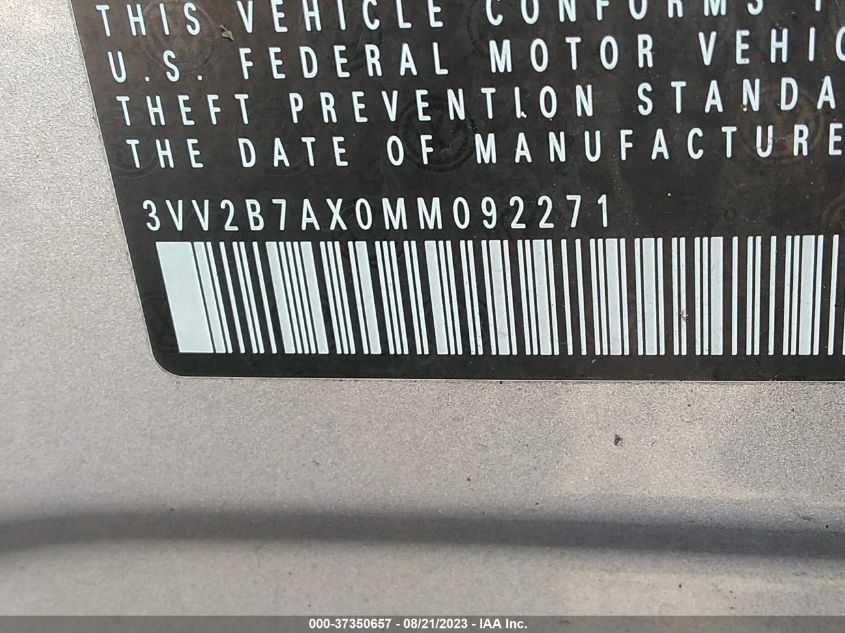 THIS VEHICLE CONFORMS T
U.S. FEDERAL MOTOR VEHIC
THEFT PREVENTION STANDA
THE DATE OF MANUFACTURE
3VV2B7AX0MM092271
000-37350657 - 08/21/2023 - IAA Inc.